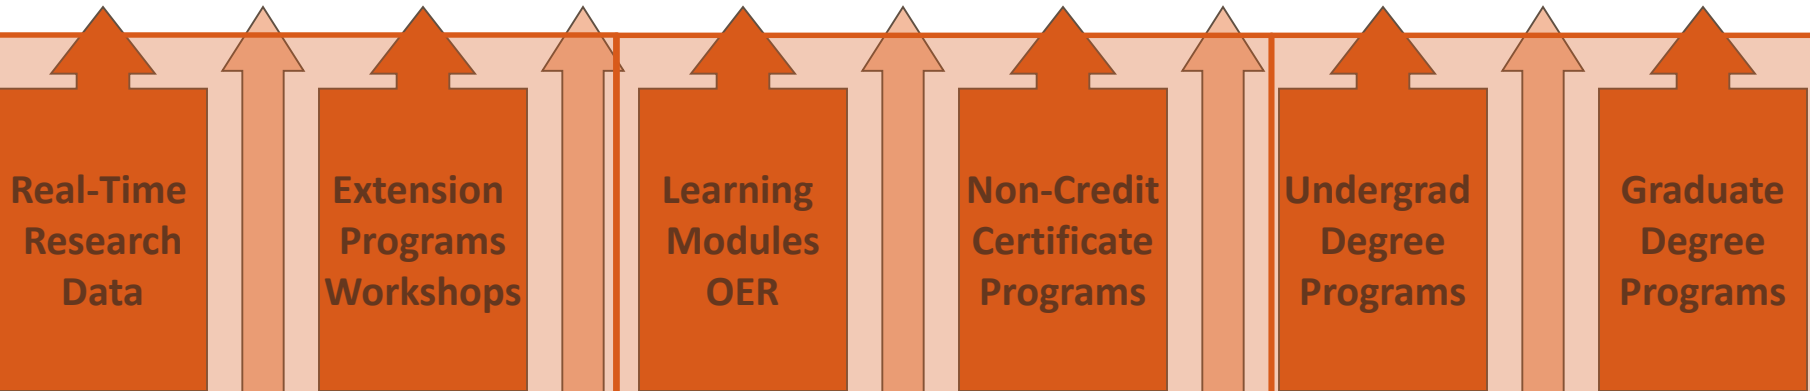 Real-Time
Research
Data
Extension
Programs
Workshops
Learning
Modules
OER
Non-Credit
Certificate
Programs
Undergrad
Degree
Programs
Graduate
Degree
Programs